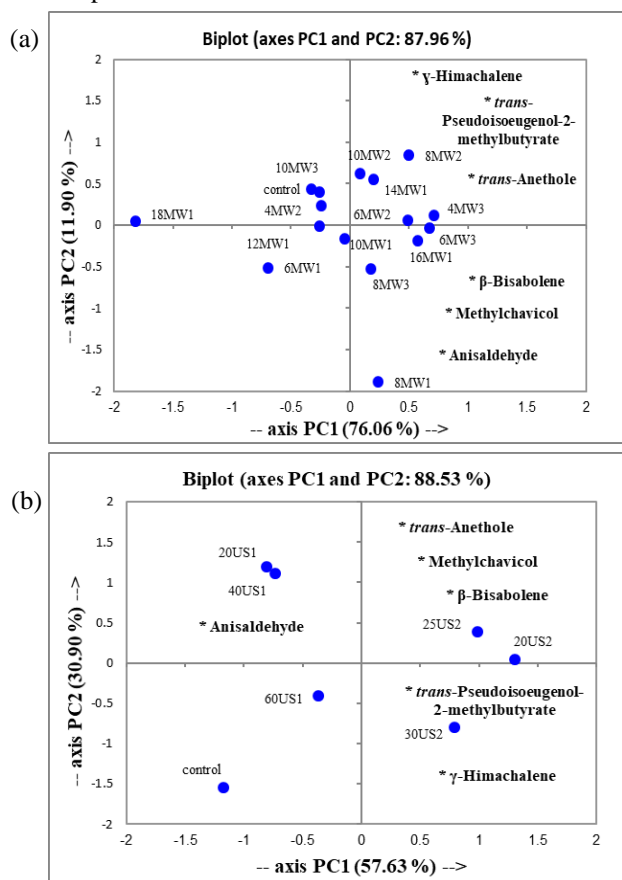 (a)
Biplot (axes PC1 and PC2: 87.96 %)
-- axis PC2 (11.90 %) -->
2
1.5
1
0.5
0
-0.5
-1
-1.5
-2
* ɣ-Himachalene
* trans-
Pseudoisoeugenol-2-
methylbutyrate
10MW3
10MW2
8MW2
control
14MW1
* trans-Anethole
18MW1
4MW2
6MW2
4MW3
12MW1
10MW1
6MW3
16MW1
6MW1
8MW3
* β-Bisabolene
* Methylchavicol
* Anisaldehyde
8MW1
-2 -1.5 -1 -0.5 0 0.5 1 1.5 2
-- axis PC1 (76.06 %) -->
(b)
Biplot (axes PC1 and PC2: 88.53 %)
-- axis PC2 (30.90 %) -->
2
1.5
1
0.5
0
-0.5
-1
-1.5
-2
* trans-Anethole
20US1
* Methylchavicol
40US1
* β-Bisabolene
* Anisaldehyde
25US2
20US2
60US1
* trans-Pseudoisoeugenol-
2-methylbutyrate
30US2
control
* γ-Himachalene
-2 -1.5 -1 -0.5 0 0.5 1 1.5 2
-- axis PC1 (57.63 %) -->